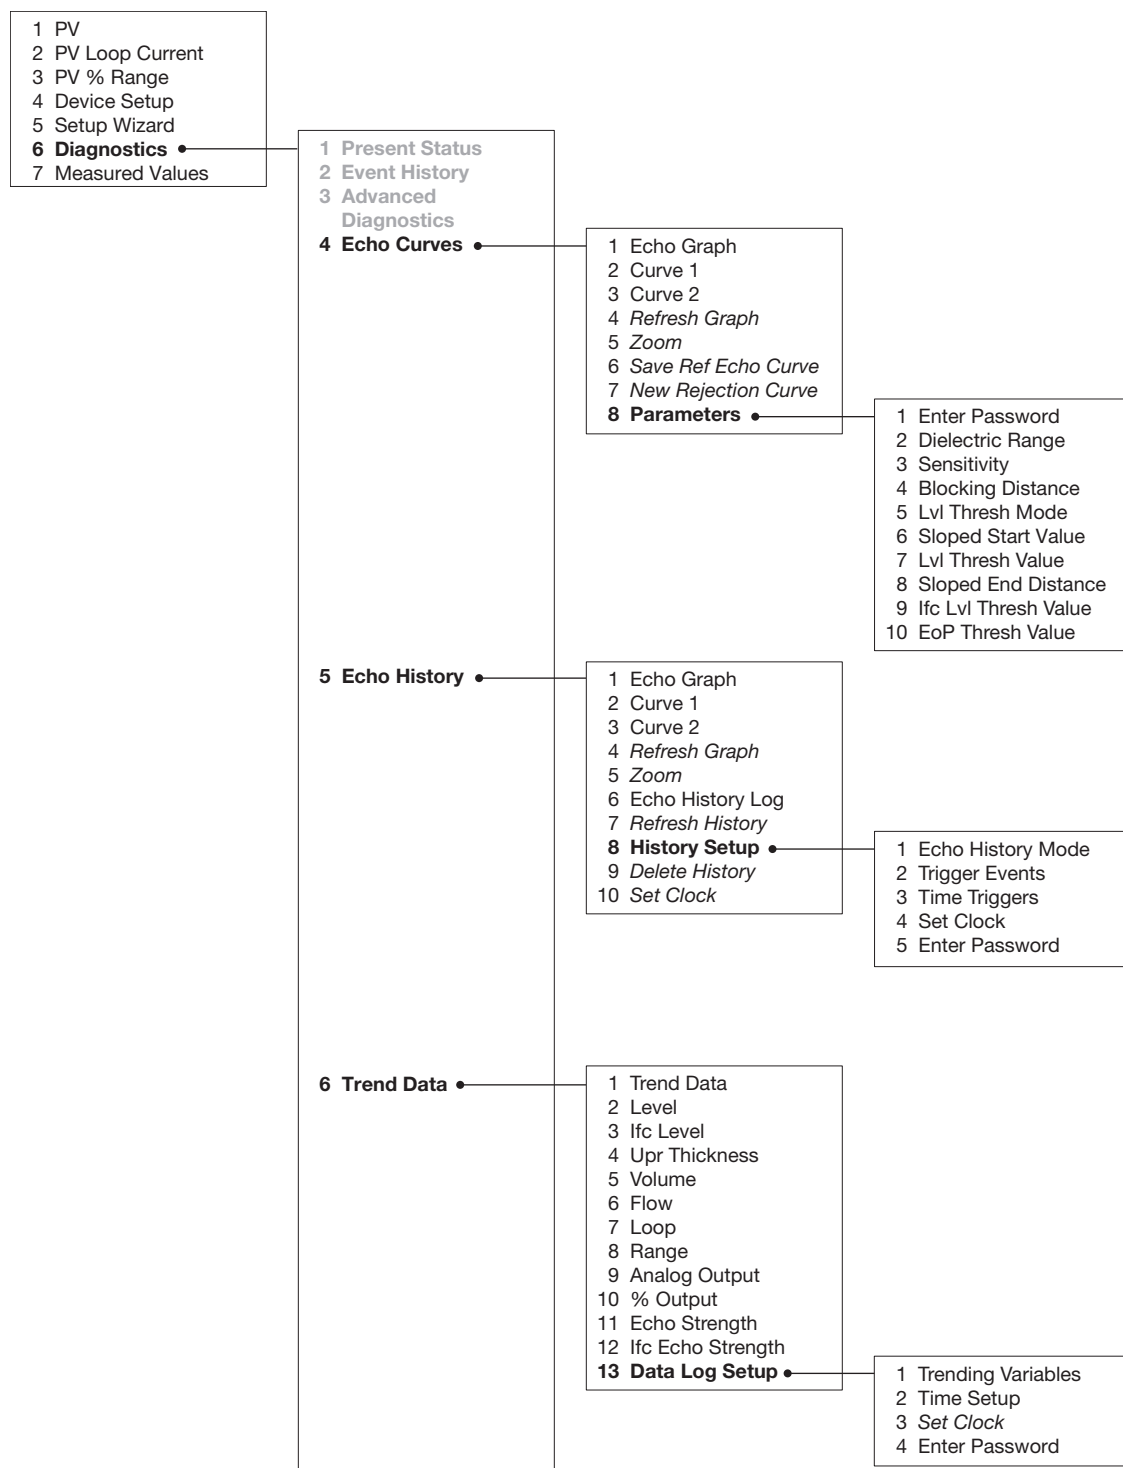 1 PV
2 PV Loop Current
3 PV % Range
4 Device Setup
5 Setup Wizard
6 Diagnostics
7 Measured Values
1 Present Status
2 Event History
3 Advanced
Diagnostics
4 Echo Curves
1 Echo Graph
2 Curve 1
3 Curve 2
4 Refresh Graph
5 Zoom
6 Save Ref Echo Curve
7 New Rejection Curve
8 Parameters
1 Enter Password
2 Dielectric Range
3 Sensitivity
4 Blocking Distance
5 Lvl Thresh Mode
6 Sloped Start Value
7 Lvl Thresh Value
8 Sloped End Distance
9 Ifc Lvl Thresh Value
10 EoP Thresh Value
5 Echo History
1 Echo Graph
2 Curve 1
3 Curve 2
4 Refresh Graph
5 Zoom
6 Echo History Log
7 Refresh History
8 History Setup
9 Delete History
10 Set Clock
1 Echo History Mode
2 Trigger Events
3 Time Triggers
4 Set Clock
5 Enter Password
6 Trend Data
1 Trend Data
2 Level
3 Ifc Level
4 Upr Thickness
5 Volume
6 Flow
7 Loop
8 Range
9 Analog Output
10 % Output
11 Echo Strength
12 Ifc Echo Strength
13 Data Log Setup
1 Trending Variables
2 Time Setup
3 Set Clock
4 Enter Password